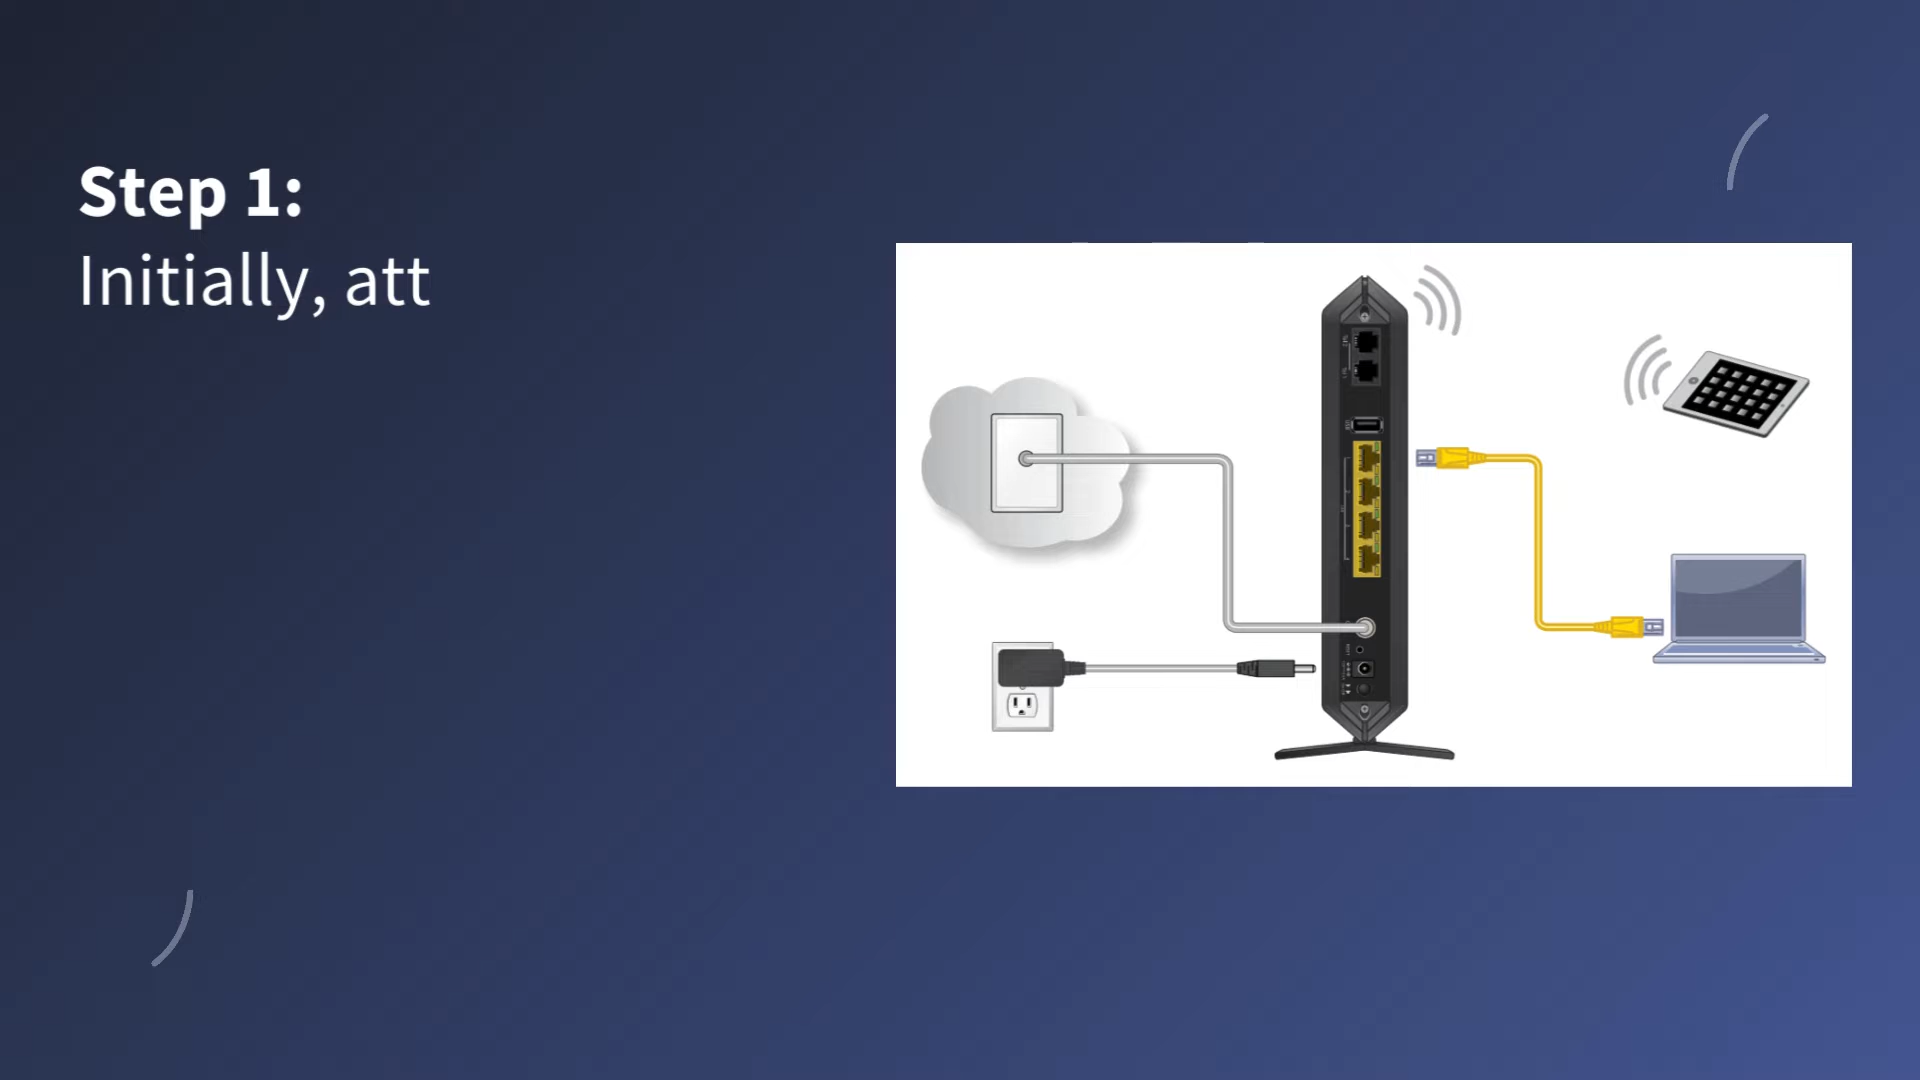 Step 1:
Initially, att